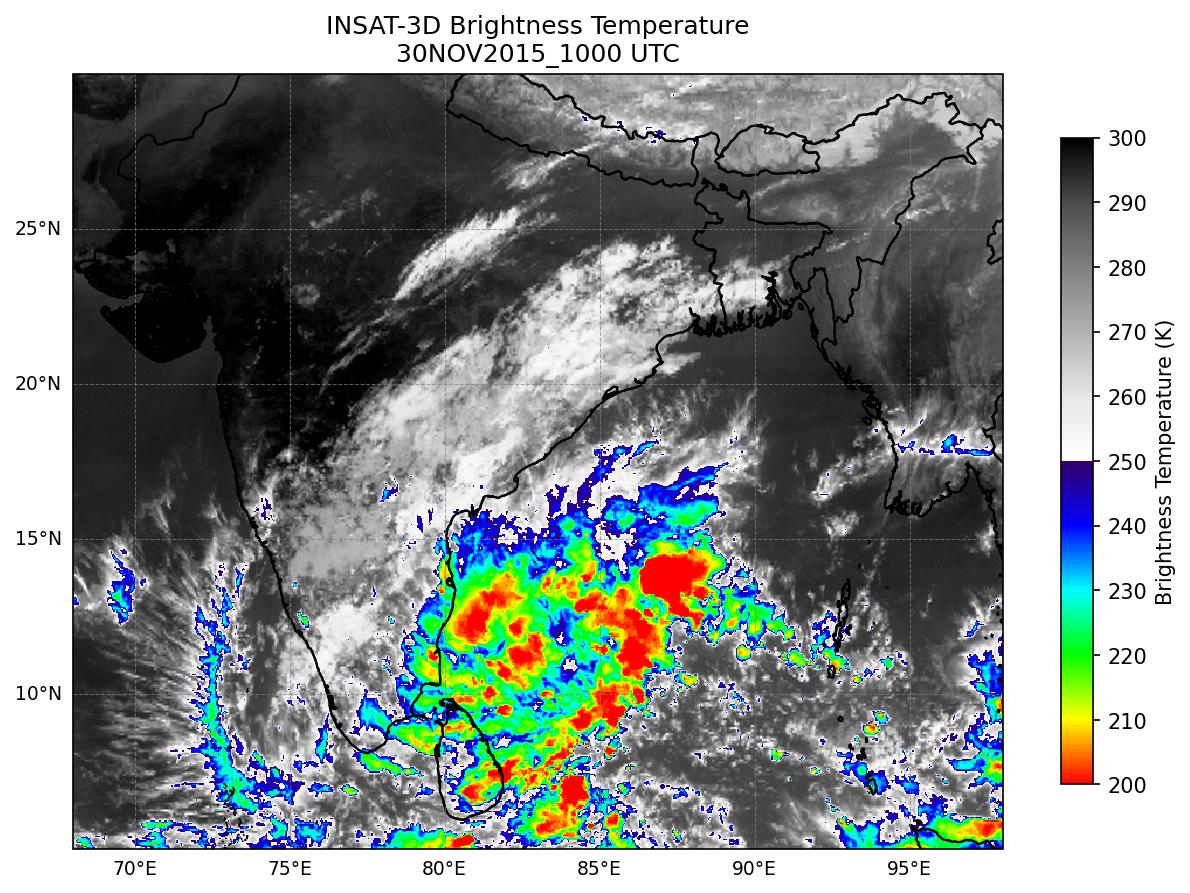 INSAT-3D Brightness Temperature
30NOV2015_1000 UTC
25°N
20°N
15°N
10°N
70°E
75°E
80°E
85°E
90°E
95°E
300
290
280
270
260
250
240
230
220
210
200
Brightness Temperature (K)